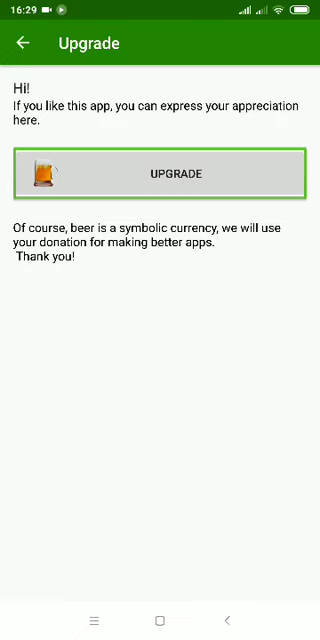 16:29
Upgrade
Hi!
If you like this app, you can express your appreciation
here.
UPGRADE
Of course, beer is a symbolic currency, we will use
your donation for making better apps.
Thank you!